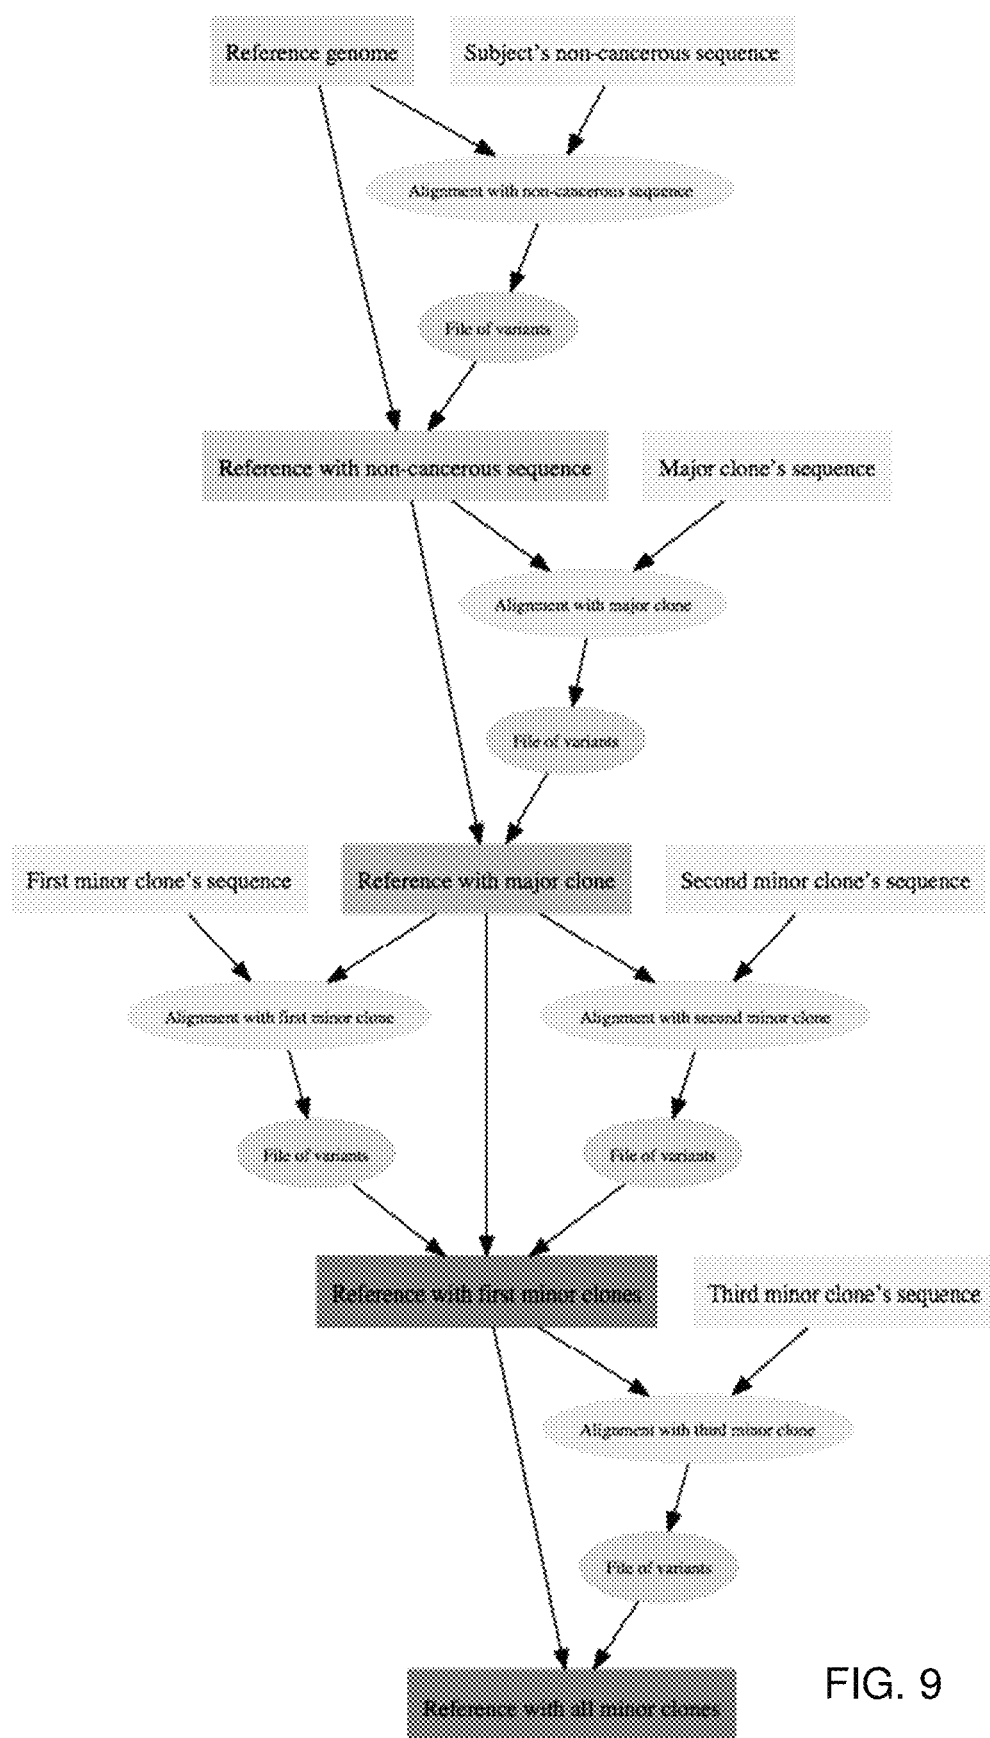 Reference genome
Subject's non-cancerous sequence
Alignment with non-cancerous sequence
File of variants
Reference with non-cancerous sequence
Major clone's sequence
Alignment with major clone
File of variants
First minor clone's sequence
Reference with major clone
Second minor clone's sequence
Alignment with first minor clone
Alignment with second minor clone
File of variants
File of variants
Reference with first minor clones
Third minor clone's sequence
Alignment with third minor clone
File of variants
Reference with all minor clones
FIG. 9